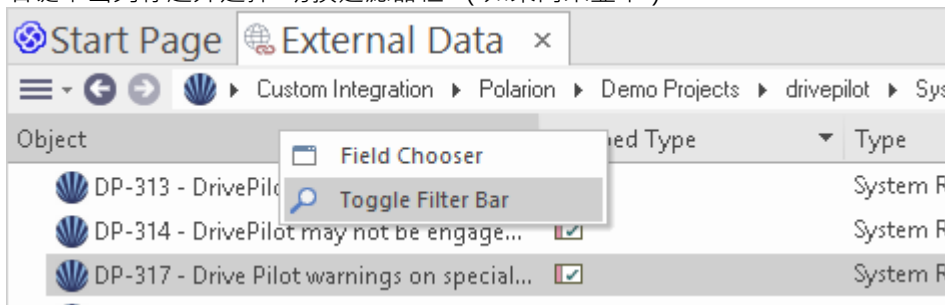 Start Page External Data ×
Custom Integration Polarion Demo Projects drivepilot Sys
Object ed Type Type
Field Chooser
Toggle Filter Bar
DP-313 - DrivePilo System R
DP-314 - DrivePilot may not be engage... System R
DP-317 - Drive Pilot warnings on special... System R